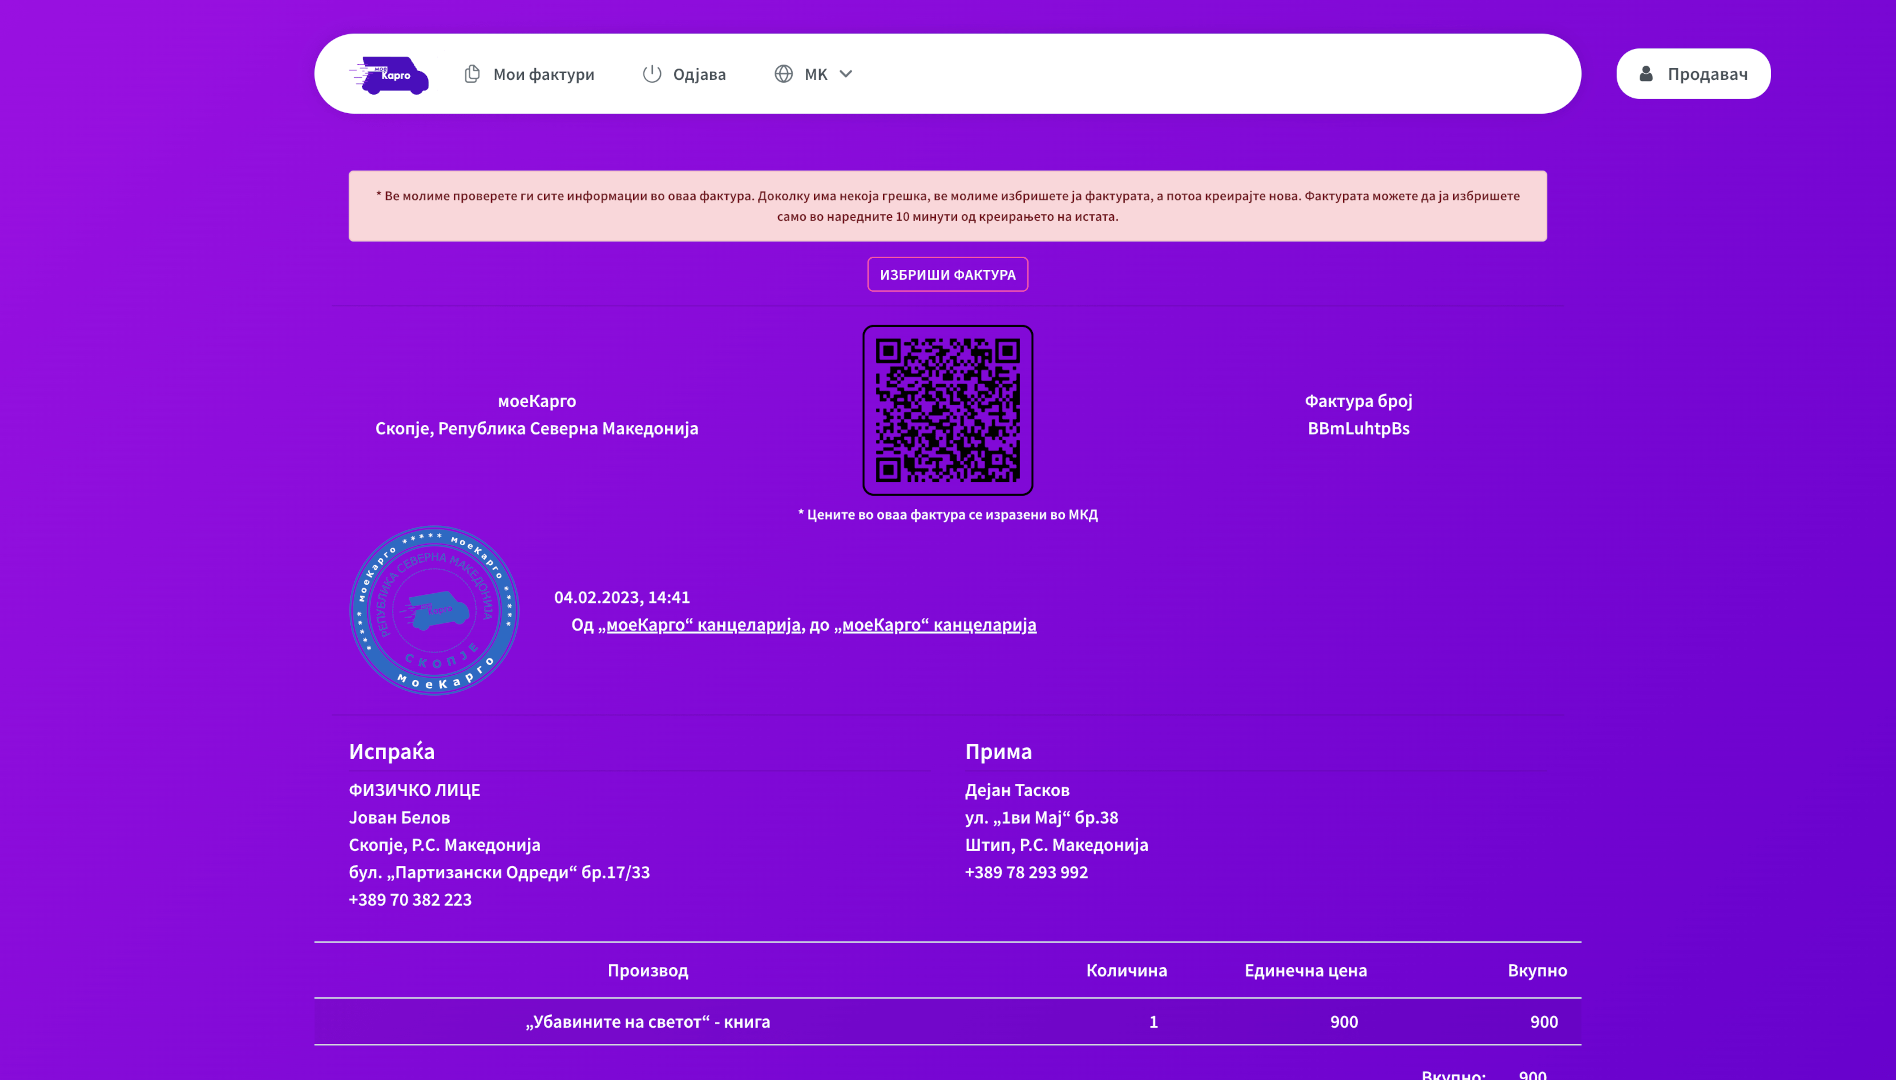 мое
Карго
Мои фактури
Одјава
МК
Продавач
* Ве молиме проверете ги сите информации во оваа фактура. Доколку има некоја грешка, ве молиме избришете ја фактурата, а потоа креирајте нова. Фактурата можете да ја избришете
само во наредните 10 минути од креирањето на истата.
ИЗБРИШИ ФАКТУРА
моеКарго
Скопје, Република Северна Македонија
Фактура број
BBmLuhtpBs
* Цените во оваа фактура се изразени во МКД
***** моеКарго ***** моеКарго *****
РЕПУБЛИКА СЕВЕРНА МАКЕДОНИЈА
СКОПЈЕ
моеКарго
04.02.2023, 14:41
Од „моеКарго“ канцеларија, до „моеКарго“ канцеларија
Испраќа
ФИЗИЧКО ЛИЦЕ
Јован Белов
Скопје, Р.С. Македонија
бул. „Партизански Одреди“ бр.17/33
+389 70 382 223
Прима
Дејан Тасков
ул. „1ви Мај“ бр.38
Штип, Р.С. Македонија
+389 78 293 992
Производ Количина Единечна цена Вкупно
„Убавините на светот“ - книга 1 900 900
Вкупно: 900